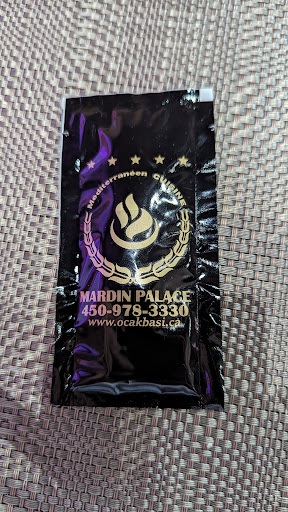 Mediterranéen CUISINE
MARDIN PALACE
450-978-3330
www.ocakbasi.ca